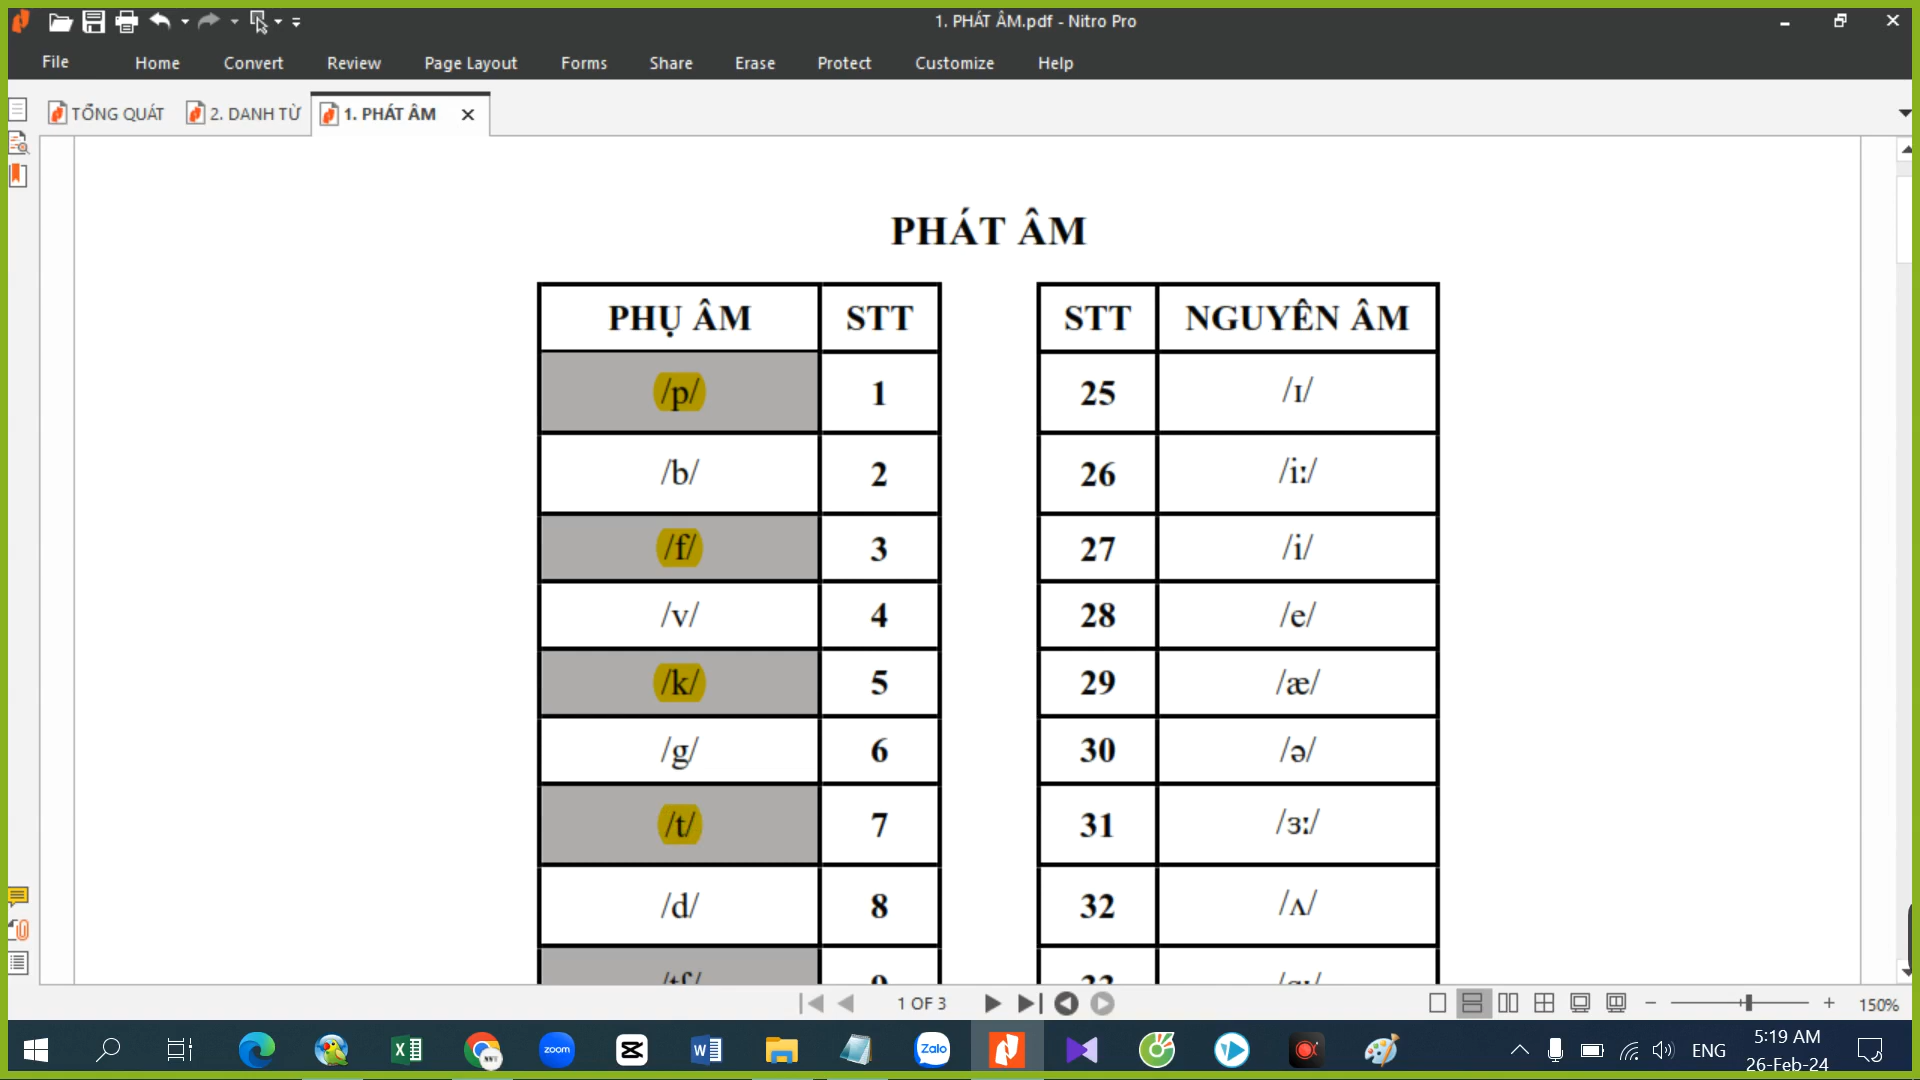 1. PHÁT ÂM.pdf - Nitro Pro
File Home Convert Review Page Layout Forms Share Erase Protect Customize Help
TỔNG QUÁT 2. DANH TỪ 1. PHÁT ÂM
PHÁT ÂM
PHỤ ÂM STT STT NGUYÊN ÂM
/p/ 1 25 /ɪ/
/b/ 2 26 /iː/
/f/ 3 27 /i/
/v/ 4 28 /e/
/k/ 5 29 /æ/
/g/ 6 30 /ə/
/t/ 7 31 /ɜː/
/d/ 8 32 /ʌ/
1 OF 3 150%
zoom Zalo
ENG 5:19 AM
26-Feb-24